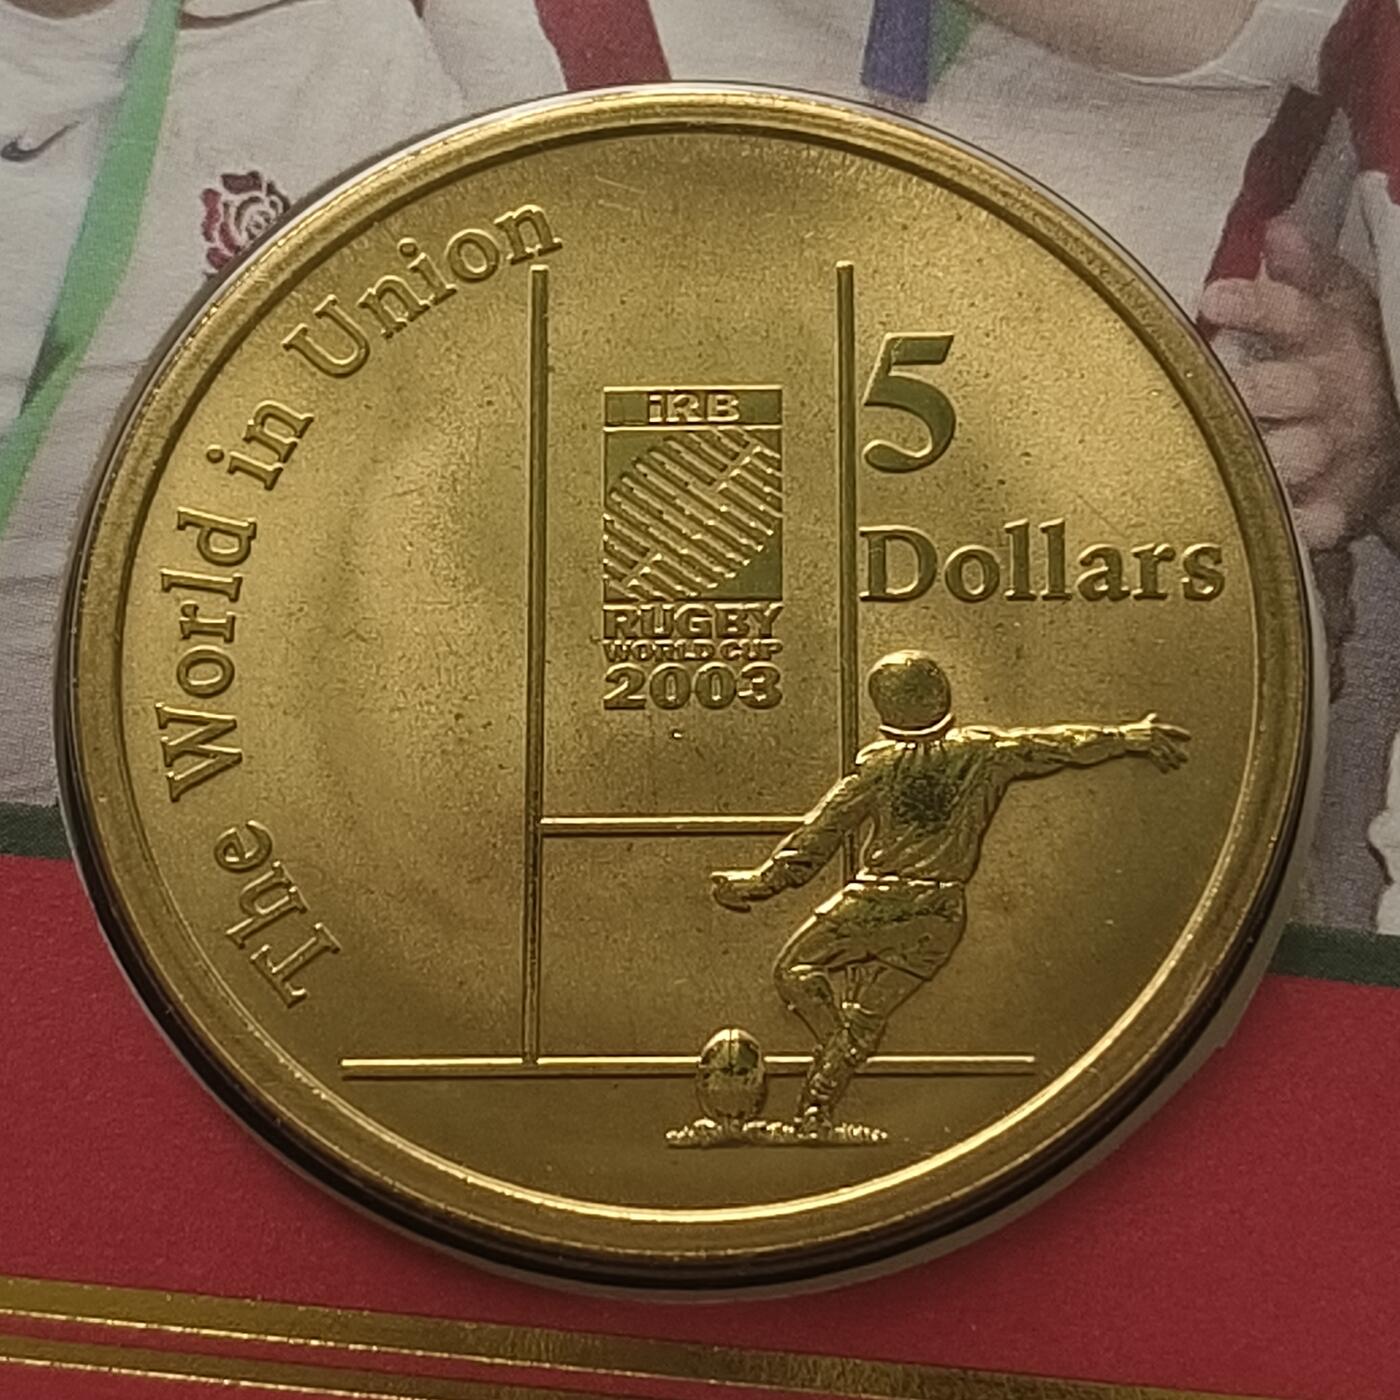 The World in Union
iRB
RUGBY
WORLD CUP
2003
5
Dollars